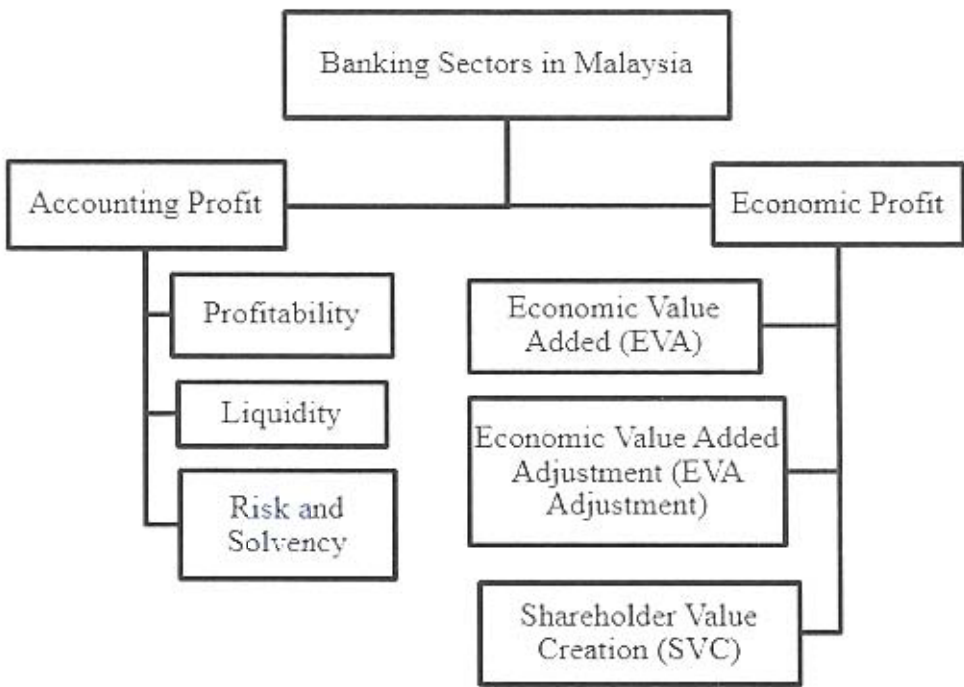 Banking Sectors in Malaysia
Accounting Profit
Economic Profit
Profitability
Liquidity
Risk and
Solvency
Economic Value
Added (EVA)
Economic Value Added
Adjustment (EVA
Adjustment)
Shareholder Value
Creation (SVC)